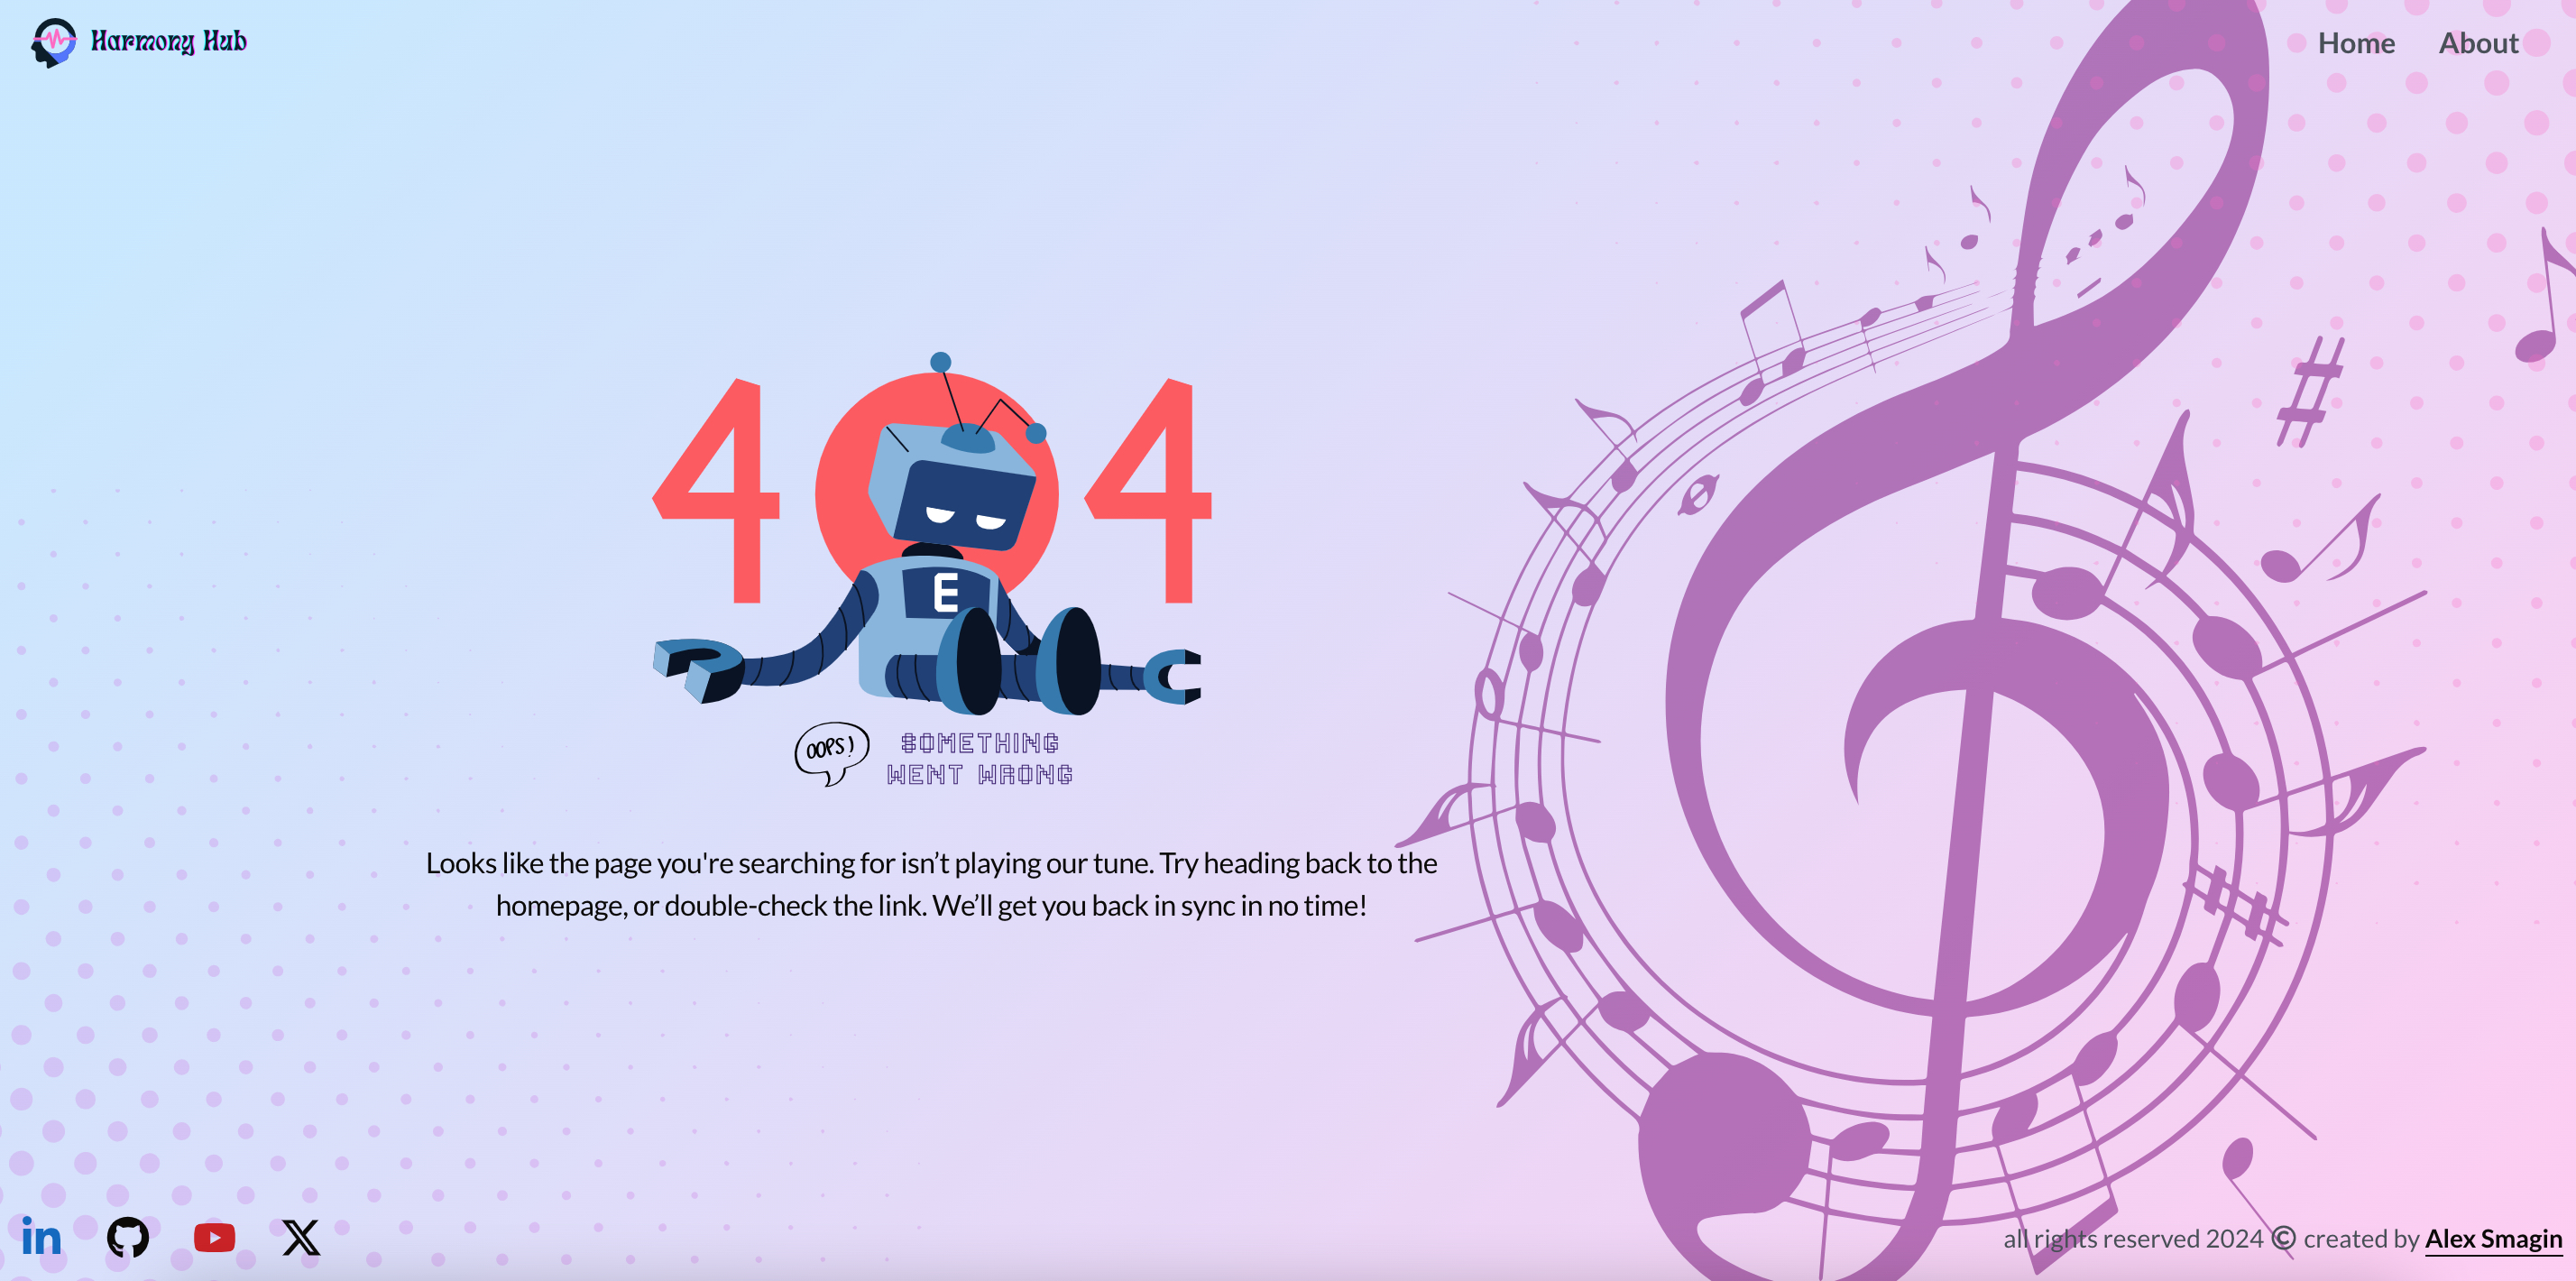 Harmony Hub
Home
About
4 4
E
OOPS!
SOMETHING
WENT WRONG
Looks like the page you're searching for isn’t playing our tune. Try heading back to the
homepage, or double-check the link. We’ll get you back in sync in no time!
in
X
all rights reserved 2024 © created by Alex Smagin